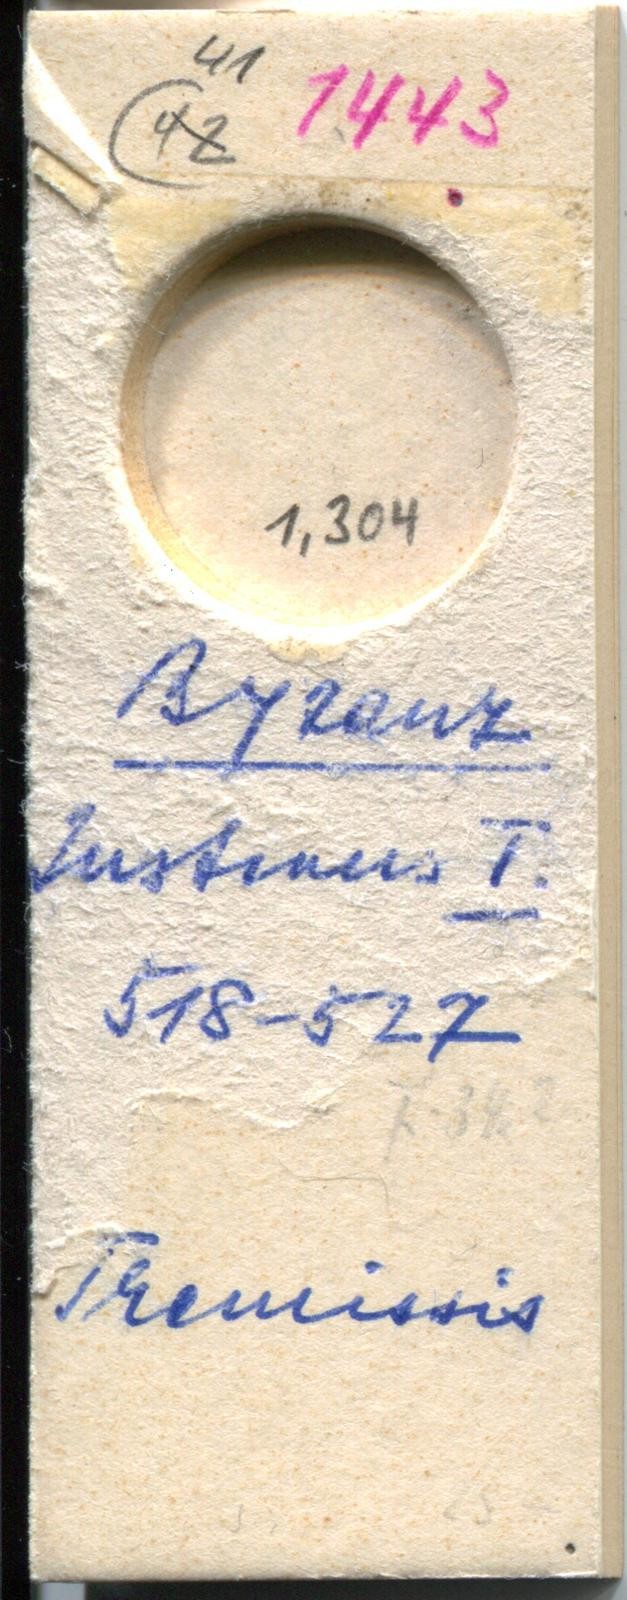 41
42 1443
1,304
Byzanz
Justinus I.
518-527
Tremissis